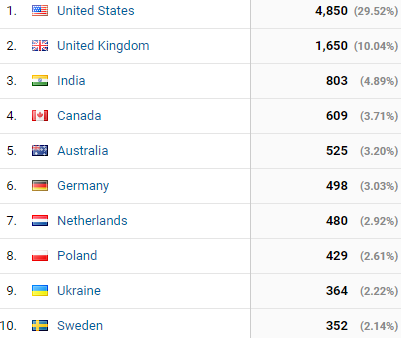 1. United States 4,850 (29.52%)
2. United Kingdom 1,650 (10.04%)
3. India 803 (4.89%)
4. Canada 609 (3.71%)
5. Australia 525 (3.20%)
6. Germany 498 (3.03%)
7. Netherlands 480 (2.92%)
8. Poland 429 (2.61%)
9. Ukraine 364 (2.22%)
10. Sweden 352 (2.14%)